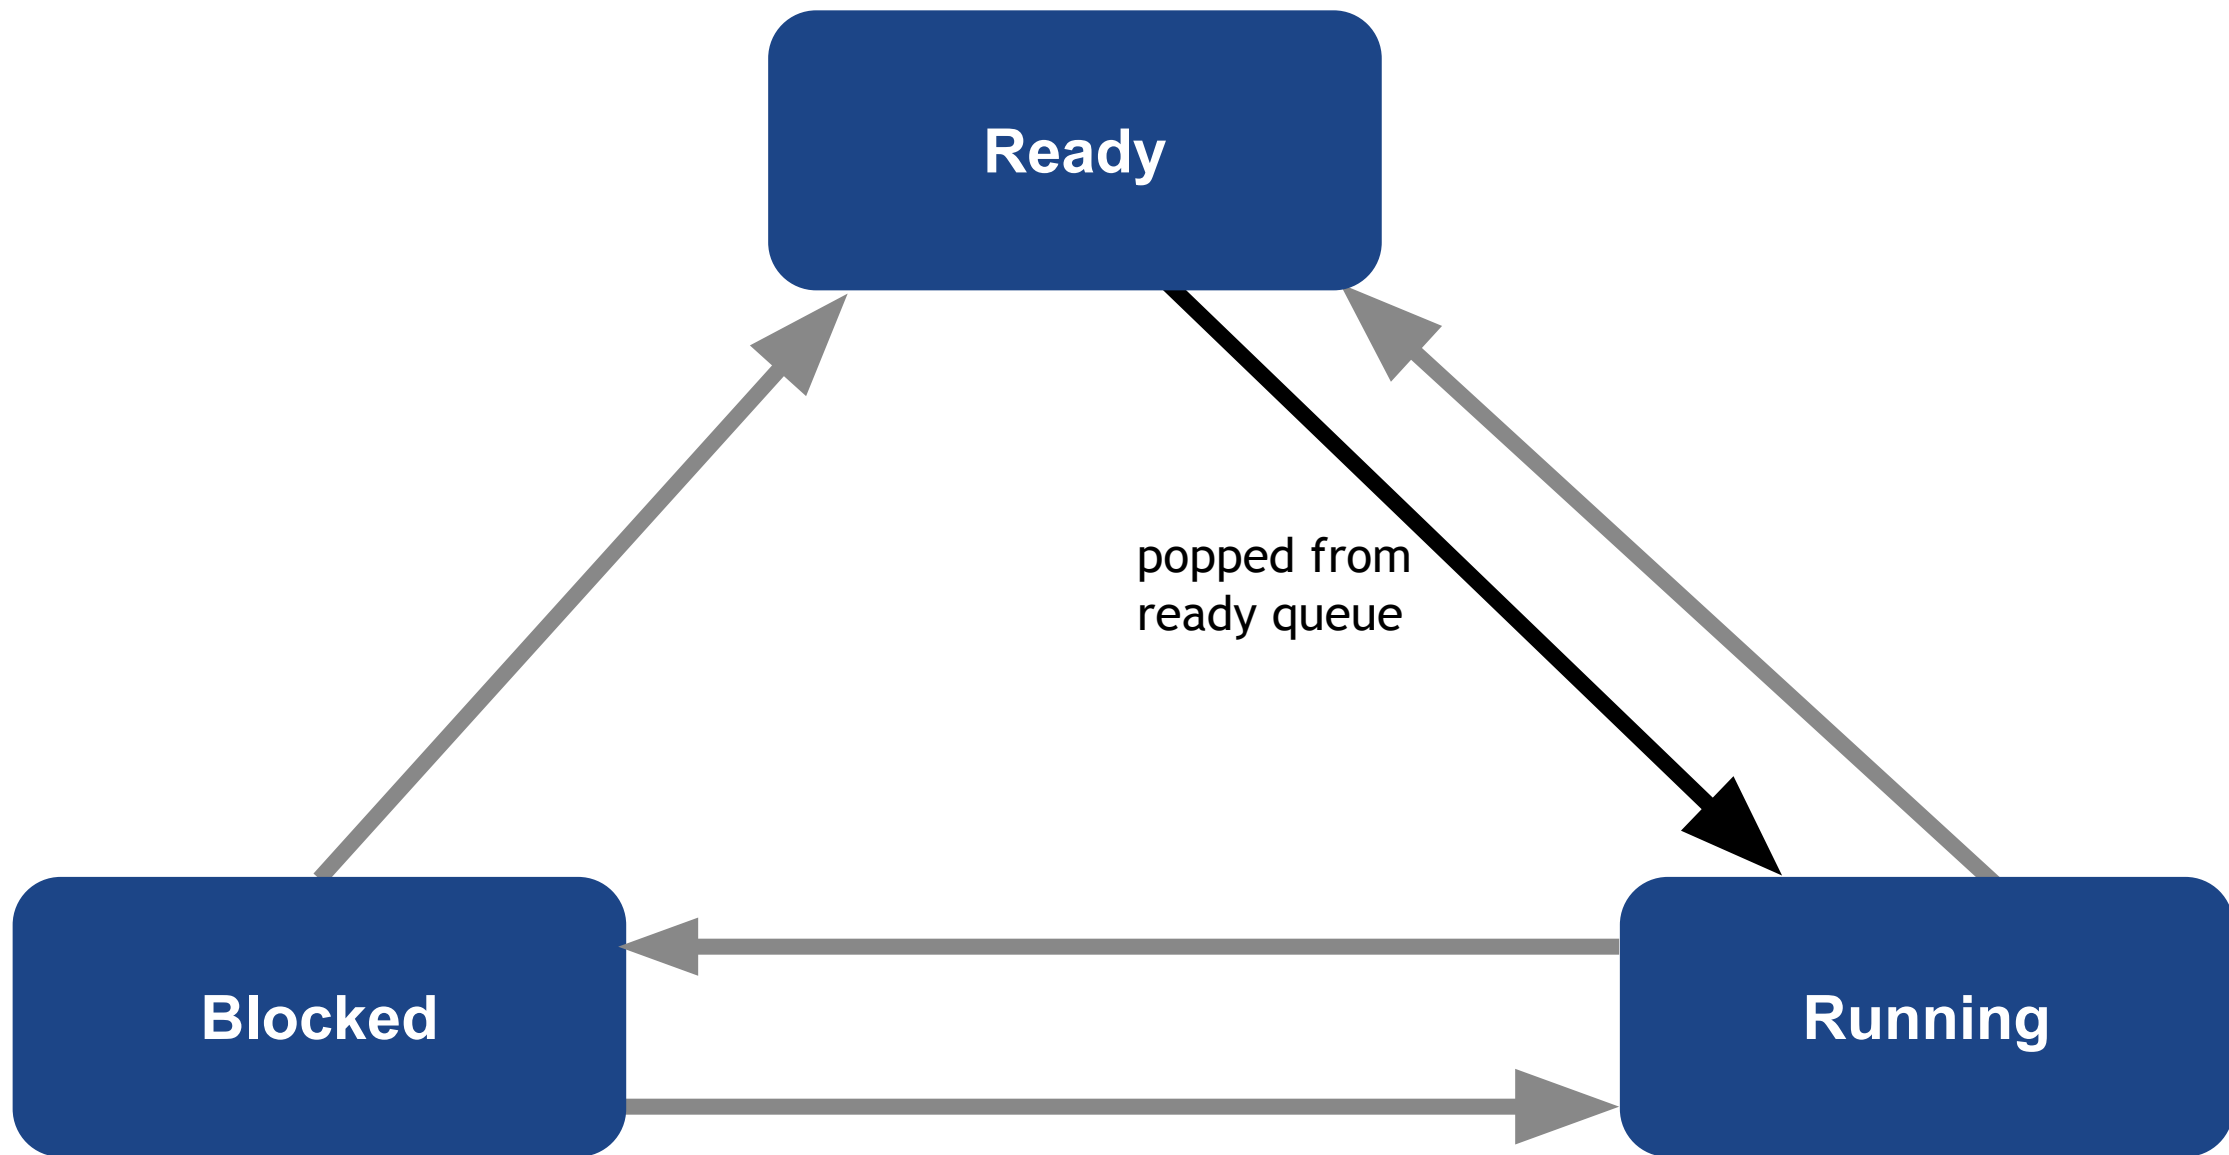 Ready
popped from
ready queue
Blocked
Running